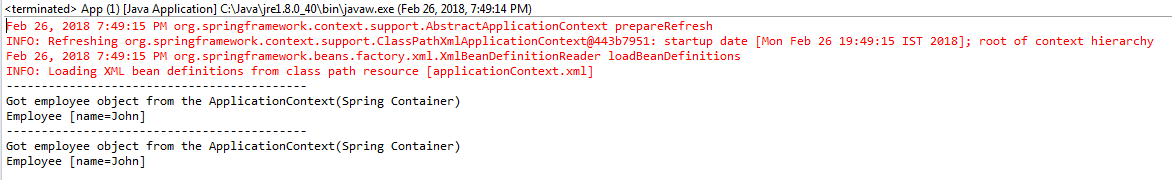 <terminated> App (1) [Java Application] C:\Java\jre1.8.0_40\bin\javaw.exe (Feb 26, 2018, 7:49:14 PM)
Feb 26, 2018 7:49:15 PM org.springframework.context.support.AbstractApplicationContext prepareRefresh
INFO: Refreshing org.springframework.context.support.ClassPathXmlApplicationContext@443b7951: startup date [Mon Feb 26 19:49:15 IST 2018]; root of context hierarchy
Feb 26, 2018 7:49:15 PM org.springframework.beans.factory.xml.XmlBeanDefinitionReader loadBeanDefinitions
INFO: Loading XML bean definitions from class path resource [applicationContext.xml]
----------------------------------------
Got employee object from the ApplicationContext(Spring Container)
Employee [name=John]
----------------------------------------
Got employee object from the ApplicationContext(Spring Container)
Employee [name=John]